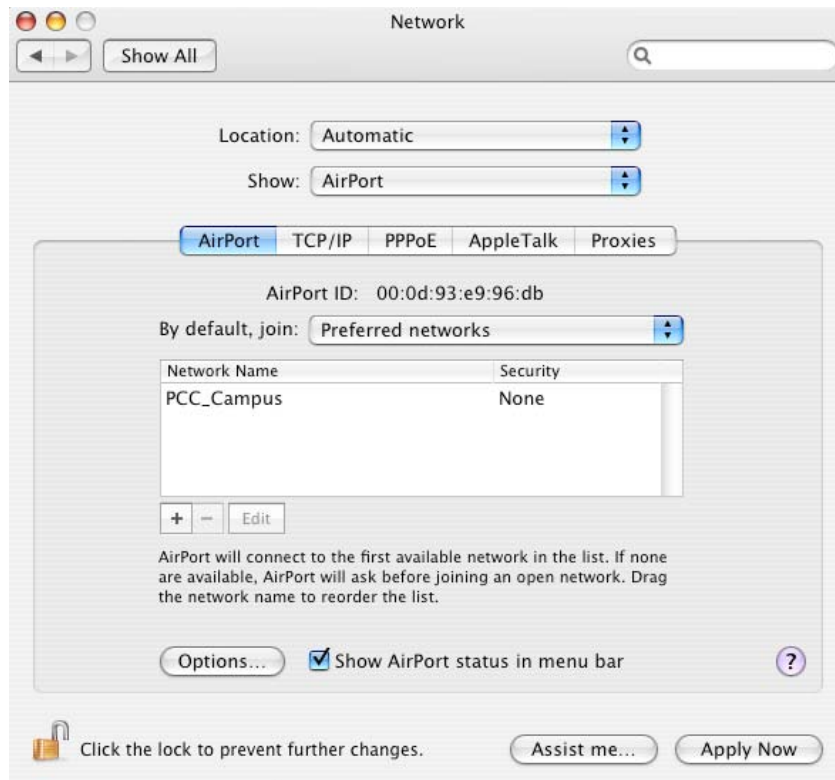 Network
Show All
Location: Automatic
Show: AirPort
AirPort TCP/IP PPPoE AppleTalk Proxies
AirPort ID: 00:0d:93:e9:96:db
By default, join: Preferred networks
Network Name Security
PCC_Campus None
+ − Edit
AirPort will connect to the first available network in the list. If none
are available, AirPort will ask before joining an open network. Drag
the network name to reorder the list.
Options... Show AirPort status in menu bar ?
Click the lock to prevent further changes. Assist me... Apply Now